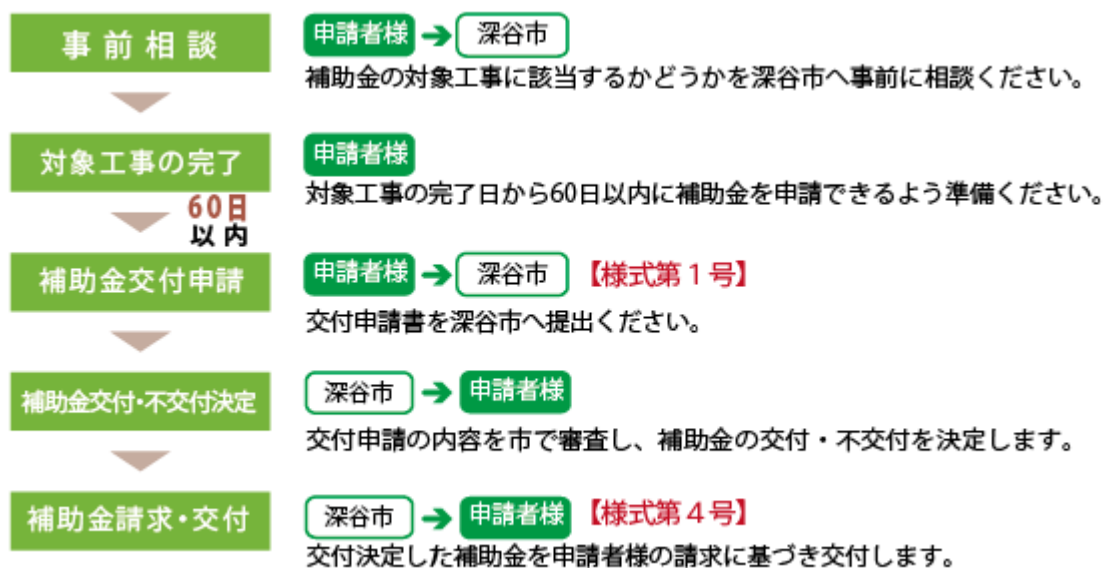 事前相談
申請者様 → 深谷市
補助金の対象工事に該当するかどうかを深谷市へ事前に相談ください。
対象工事の完了
申請者様
対象工事の完了日から60日以内に補助金を申請できるよう準備ください。
60日
以内
補助金交付申請
申請者様 → 深谷市 【様式第1号】
交付申請書を深谷市へ提出ください。
補助金交付・不交付決定
深谷市 → 申請者様
交付申請の内容を市で審査し、補助金の交付・不交付を決定します。
補助金請求・交付
深谷市 → 申請者様 【様式第4号】
交付決定した補助金を申請者様の請求に基づき交付します。